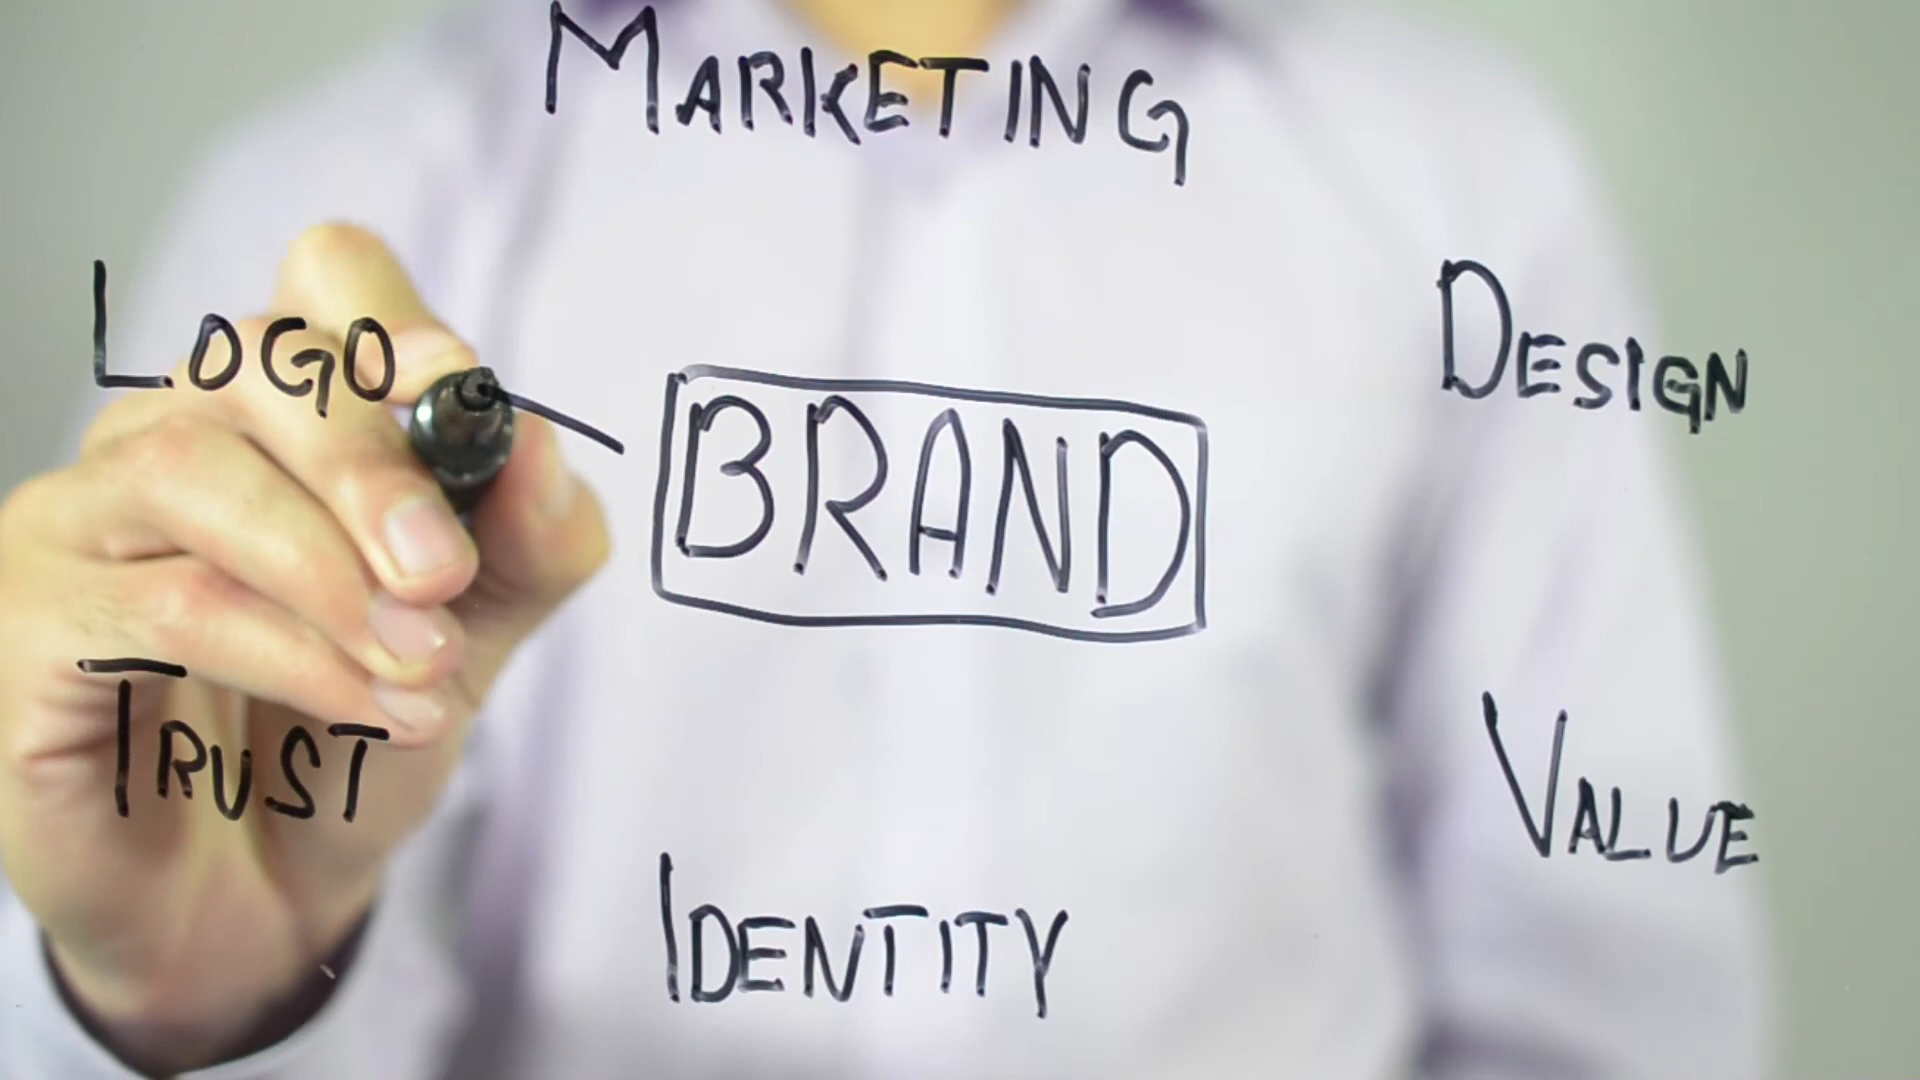 MARKETING
LOGO
DESIGN
BRAND
TRUST
VALUE
IDENTITY